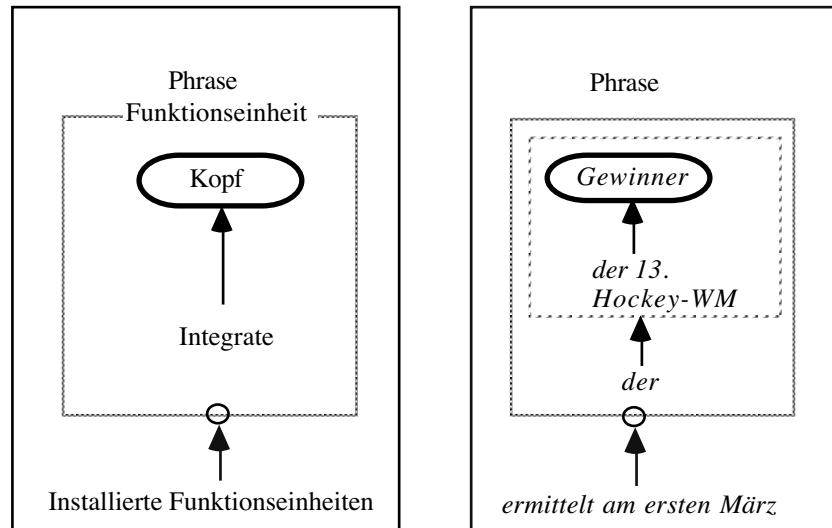 Phrase
Funktionseinheit
Kopf
Integrate
Installierte Funktionseinheiten
Phrase
Gewinner
der 13.
Hockey-WM
der
ermittelt am ersten März